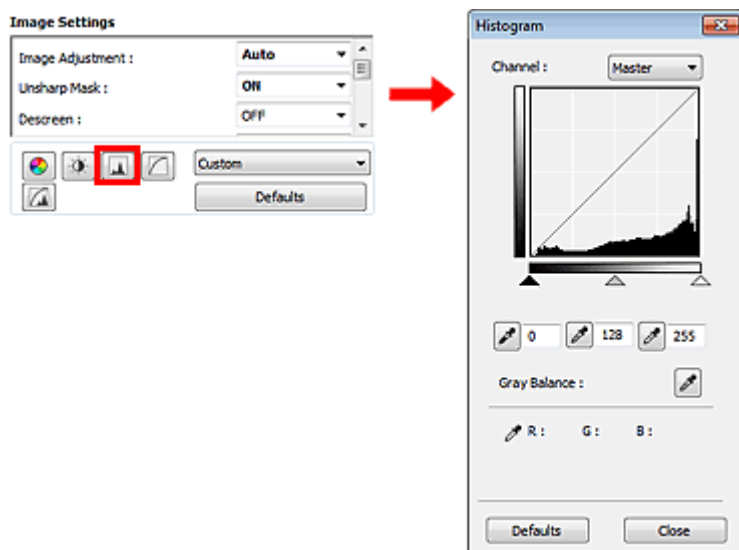 Image Settings
Image Adjustment : Auto
Unsharp Mask : ON
Descreen : OFF
Custom
Defaults
Histogram
Channel : Master
0 128 255
Gray Balance :
R : G : B :
Defaults Close